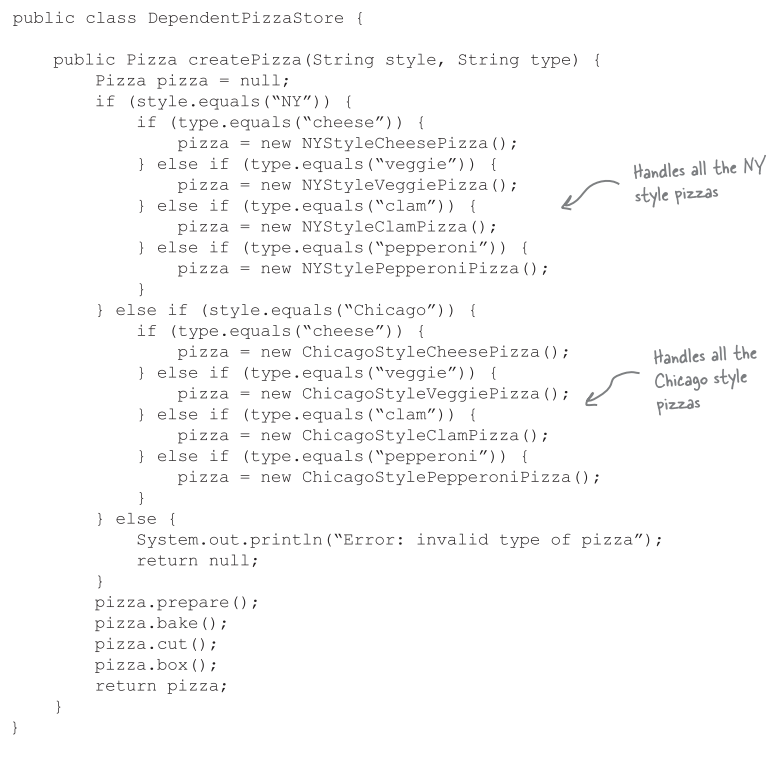 public class DependentPizzaStore {
public Pizza createPizza(String style, String type) {
Pizza pizza = null;
if (style.equals(“NY”)) {
if (type.equals(“cheese”)) {
pizza = new NYStyleCheesePizza();
} else if (type.equals(“veggie”)) {
pizza = new NYStyleVeggiePizza();
} else if (type.equals(“clam”)) {
pizza = new NYStyleClamPizza();
} else if (type.equals(“pepperoni”)) {
pizza = new NYStylePepperoniPizza();
}
Handles all the NY
style pizzas
} else if (style.equals(“Chicago”)) {
if (type.equals(“cheese”)) {
pizza = new ChicagoStyleCheesePizza();
} else if (type.equals(“veggie”)) {
pizza = new ChicagoStyleVeggiePizza();
} else if (type.equals(“clam”)) {
pizza = new ChicagoStyleClamPizza();
} else if (type.equals(“pepperoni”)) {
pizza = new ChicagoStylePepperoniPizza();
}
Handles all the
Chicago style
pizzas
} else {
System.out.println(“Error: invalid type of pizza”);
return null;
}
pizza.prepare();
pizza.bake();
pizza.cut();
pizza.box();
return pizza;
}
}